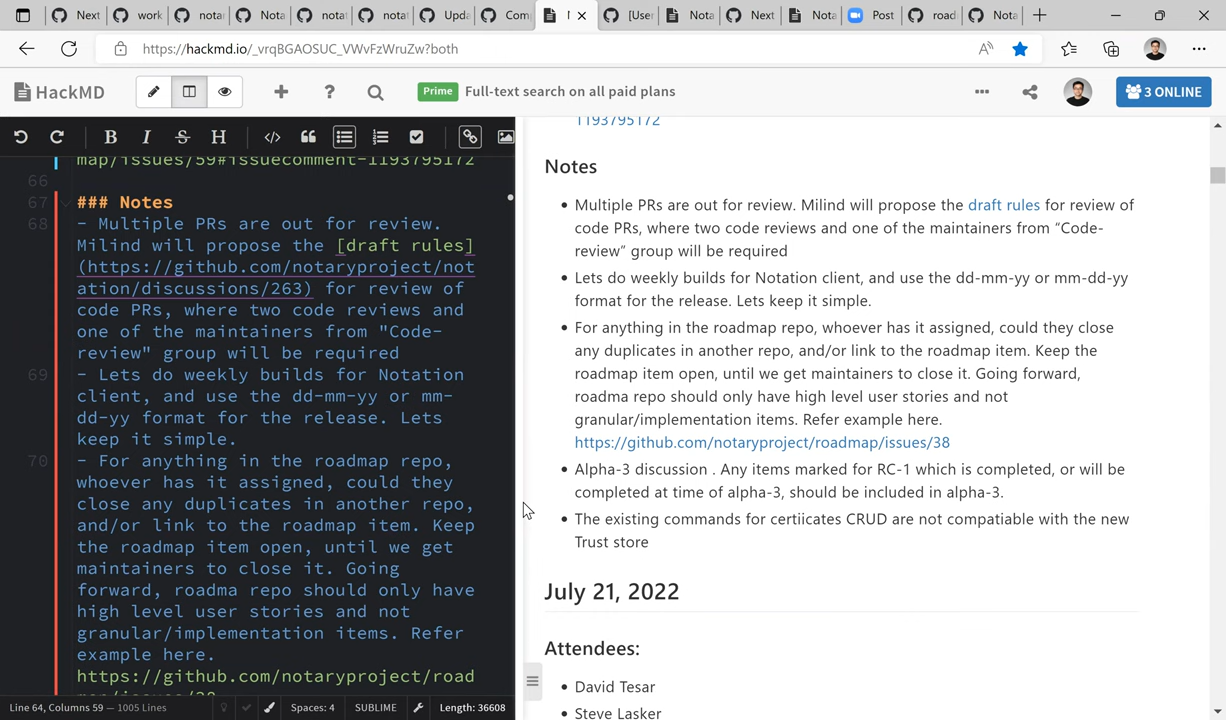 Next
work
nota
Nota
notat
notat
Upda
Com
N
[User
Nota
Next
Nota
Post
road
Nota
https://hackmd.io/_vrqBGAOSUC_VWvFzWruZw?both
HackMD
Prime
Full-text search on all paid plans
3 ONLINE
B I S H
map/issues/59#issuecomment-1193795172
66
67 ### Notes
68 - Multiple PRs are out for review.
Milind will propose the [draft rules]
(https://github.com/notaryproject/not
ation/discussions/263) for review of
code PRs, where two code reviews and
one of the maintainers from "Code-
review" group will be required
69 - Lets do weekly builds for Notation
client, and use the dd-mm-yy or mm-
dd-yy format for the release. Lets
keep it simple.
70 - For anything in the roadmap repo,
whoever has it assigned, could they
close any duplicates in another repo,
and/or link to the roadmap item. Keep
the roadmap item open, until we get
maintainers to close it. Going
forward, roadma repo should only have
high level user stories and not
granular/implementation items. Refer
example here.
https://github.com/notaryproject/road
map/issues/38
Line 64, Columns 59 — 1005 Lines
Spaces: 4
SUBLIME
Length: 36608
1193795172
Notes
Multiple PRs are out for review. Milind will propose the draft rules for review of
code PRs, where two code reviews and one of the maintainers from “Code-
review” group will be required
Lets do weekly builds for Notation client, and use the dd-mm-yy or mm-dd-yy
format for the release. Lets keep it simple.
For anything in the roadmap repo, whoever has it assigned, could they close
any duplicates in another repo, and/or link to the roadmap item. Keep the
roadmap item open, until we get maintainers to close it. Going forward,
roadma repo should only have high level user stories and not
granular/implementation items. Refer example here.
https://github.com/notaryproject/roadmap/issues/38
Alpha-3 discussion . Any items marked for RC-1 which is completed, or will be
completed at time of alpha-3, should be included in alpha-3.
The existing commands for certiicates CRUD are not compatiable with the new
Trust store
July 21, 2022
Attendees:
David Tesar
Steve Lasker